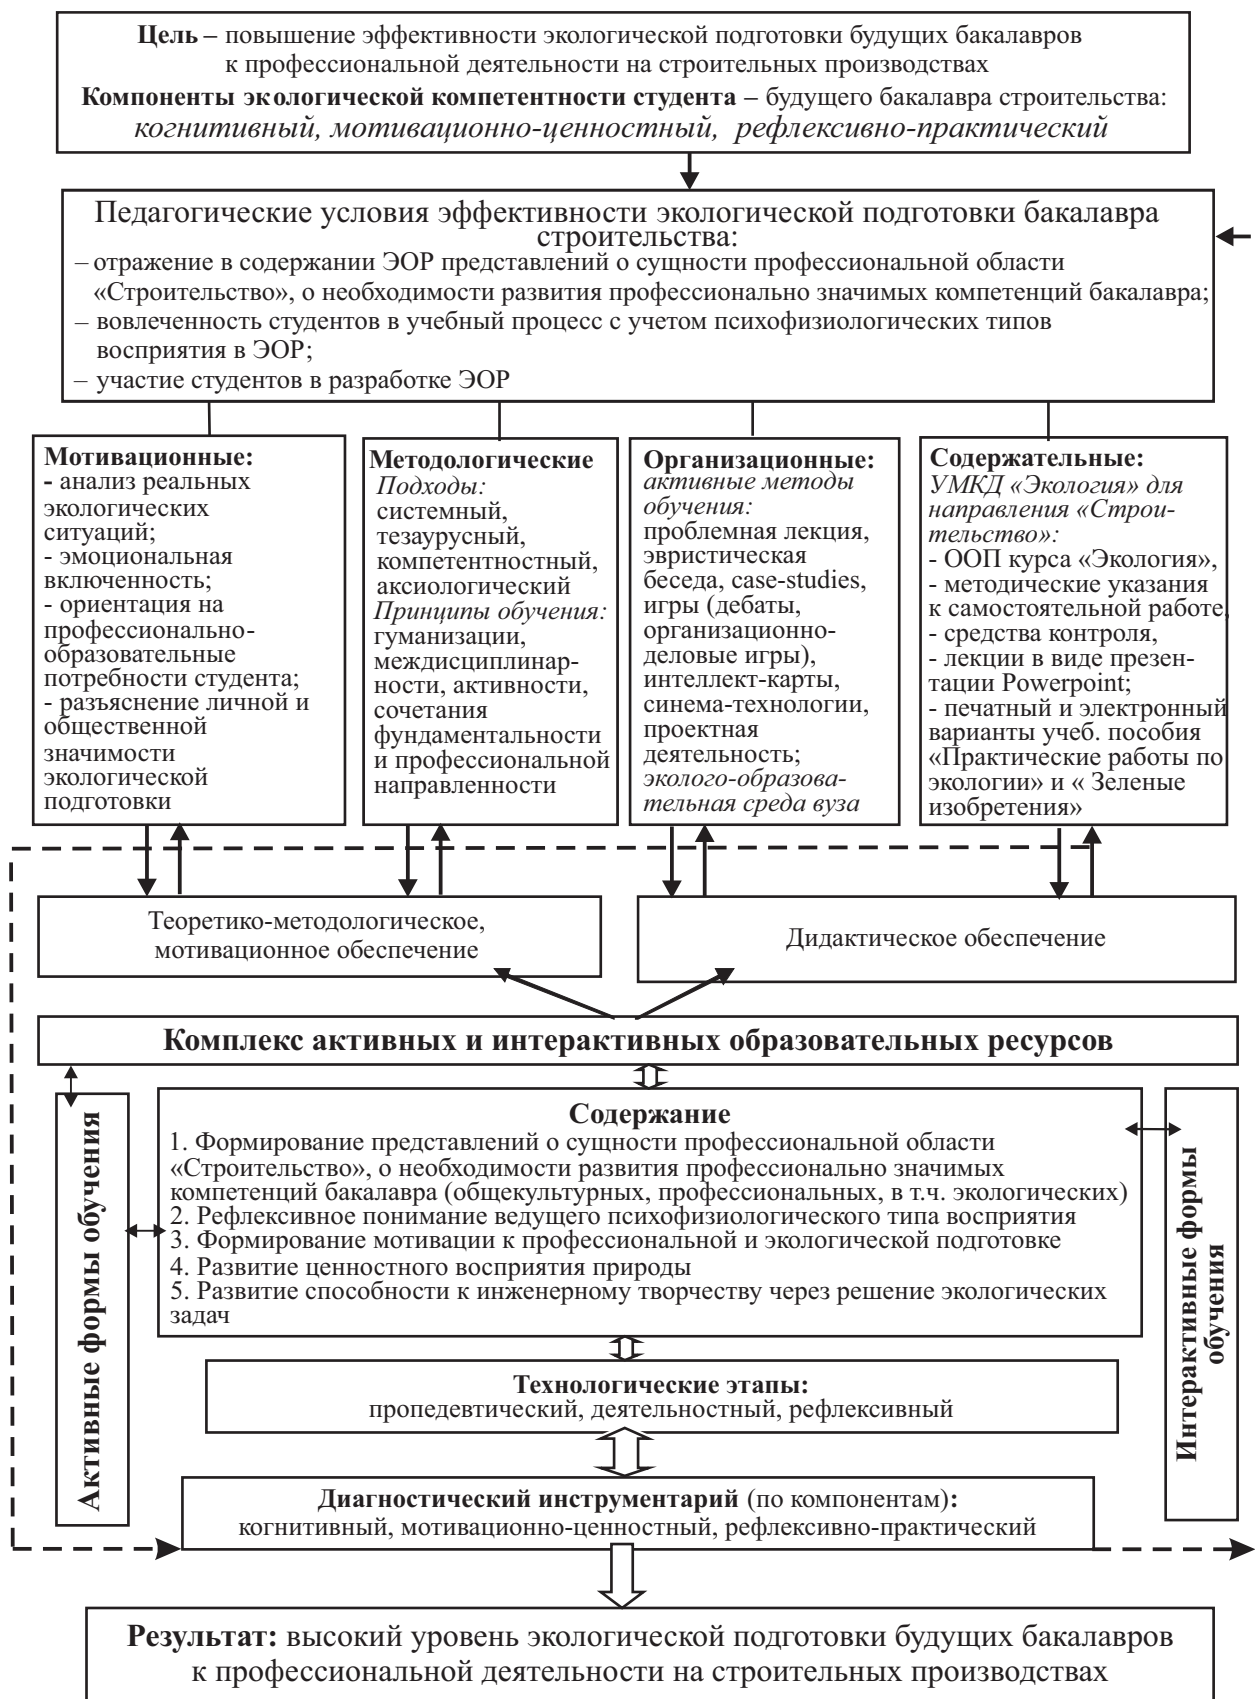 Цель – повышение эффективности экологической подготовки будущих бакалавров
к профессиональной деятельности на строительных производствах
Компоненты экологической компетентности студента – будущего бакалавра строительства:
когнитивный, мотивационно-ценностный, рефлексивно-практический
Педагогические условия эффективности экологической подготовки бакалавра
строительства:
– отражение в содержании ЭОР представлений о сущности профессиональной области
«Строительство», о необходимости развития профессионально значимых компетенций бакалавра;
– вовлеченность студентов в учебный процесс с учетом психофизиологических типов
восприятия в ЭОР;
– участие студентов в разработке ЭОР
Мотивационные:
- анализ реальных
экологических
ситуаций;
- эмоциональная
включенность;
- ориентация на
профессионально-
образовательные
потребности студента;
- разъяснение личной и
общественной
значимости
экологической
подготовки
Методологические
Подходы:
системный,
тезаурусный,
компетентностный,
аксиологический
Принципы обучения:
гуманизации,
междисциплинар-
ности, активности,
сочетания
фундаментальности
и профессиональной
направленности
Организационные:
активные методы
обучения:
проблемная лекция,
эвристическая
беседа, case-studies,
игры (дебаты,
организационно-
деловые игры),
интеллект-карты,
синема-технологии,
проектная
деятельность;
эколого-образова-
тельная среда вуза
Содержательные:
УМКД «Экология» для
направления «Строи-
тельство»:
- ООП курса «Экология»,
- методические указания
к самостоятельной работе,
- средства контроля,
- лекции в виде презен-
тации Powerpoint;
- печатный и электронный
варианты учеб. пособия
«Практические работы по
экологии» и « Зеленые
изобретения»
Теоретико-методологическое,
мотивационное обеспечение
Дидактическое обеспечение
Комплекс активных и интерактивных образовательных ресурсов
Активные формы обучения
Содержание
1. Формирование представлений о сущности профессиональной области
«Строительство», о необходимости развития профессионально значимых
компетенций бакалавра (общекультурных, профессиональных, в т.ч. экологических)
2. Рефлексивное понимание ведущего психофизиологического типа восприятия
3. Формирование мотивации к профессиональной и экологической подготовке
4. Развитие ценностного восприятия природы
5. Развитие способности к инженерному творчеству через решение экологических
задач
Интерактивные формы
обучения
Технологические этапы:
пропедевтический, деятельностный, рефлексивный
Диагностический инструментарий (по компонентам):
когнитивный, мотивационно-ценностный, рефлексивно-практический
Результат: высокий уровень экологической подготовки будущих бакалавров
к профессиональной деятельности на строительных производствах